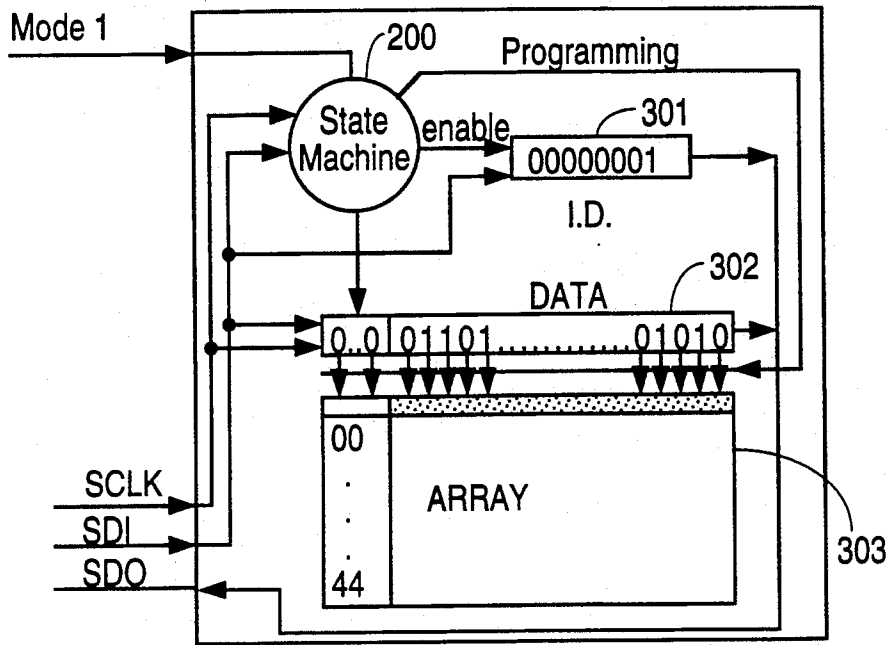 Mode 1
200
Programming
State
Machine
enable
301
00000001
I.D.
302
DATA
0..0 01101............01010
00
.
.
.
44
ARRAY
SCLK
SDI
SDO
303